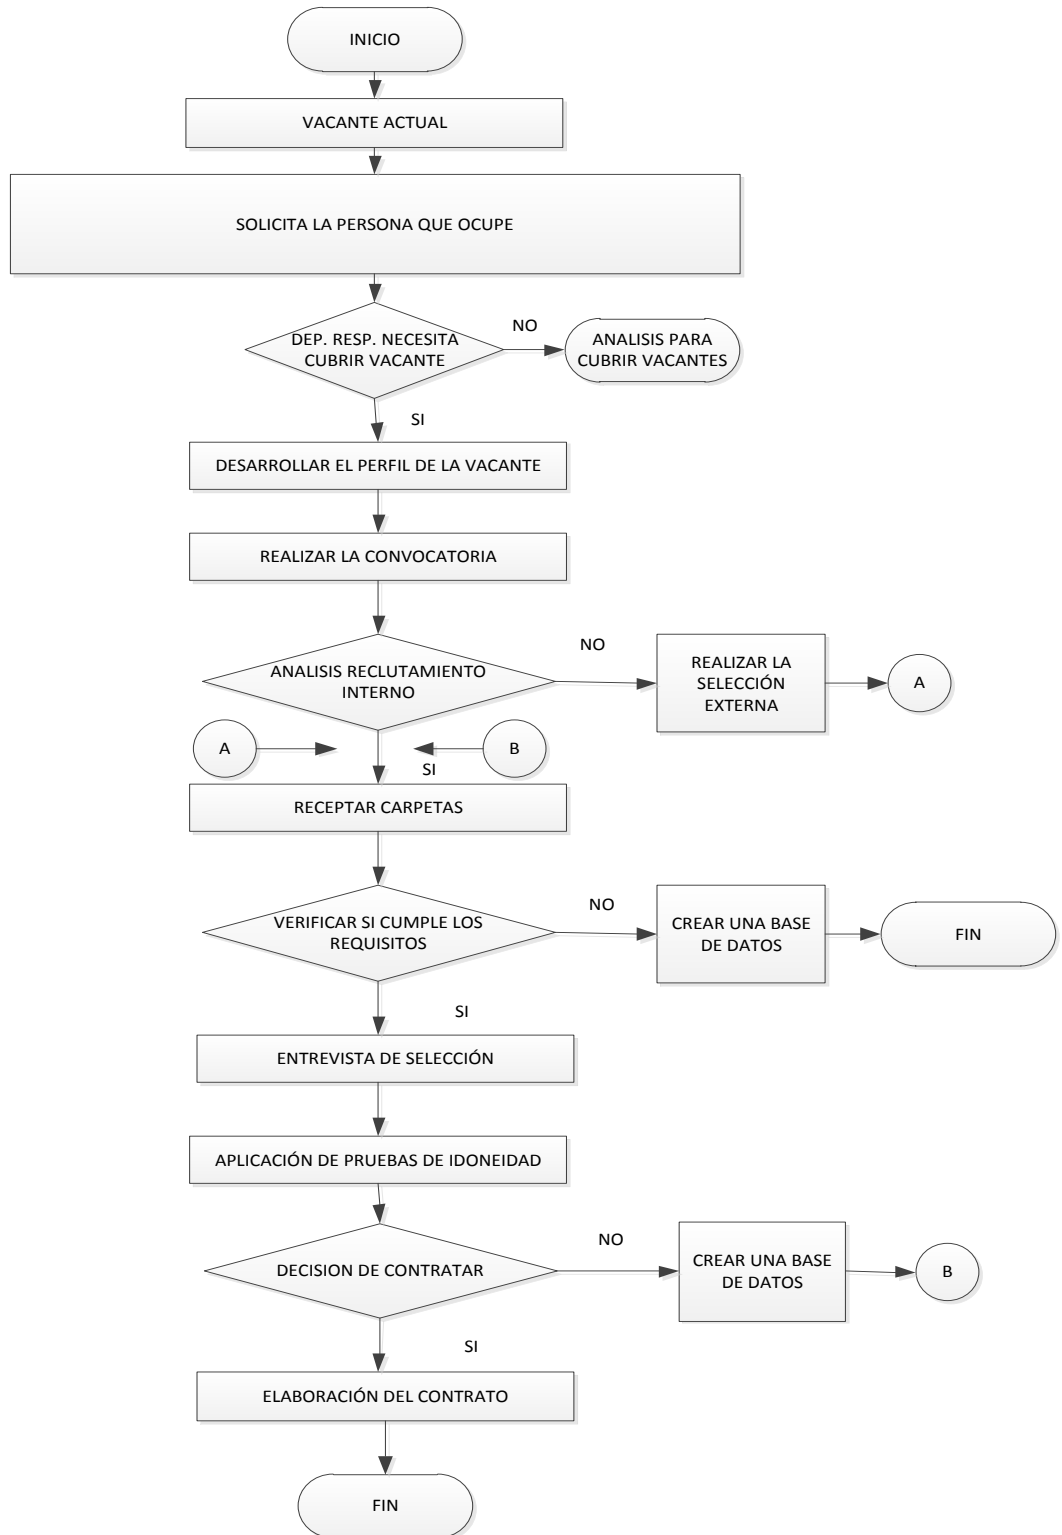 INICIO
VACANTE ACTUAL
SOLICITA LA PERSONA QUE OCUPE
DEP. RESP. NECESITA
CUBRIR VACANTE
NO
ANALISIS PARA
CUBRIR VACANTES
SI
DESARROLLAR EL PERFIL DE LA VACANTE
REALIZAR LA CONVOCATORIA
ANALISIS RECLUTAMIENTO
INTERNO
NO
REALIZAR LA
SELECCIÓN
EXTERNA
A
A
B
SI
RECEPTAR CARPETAS
VERIFICAR SI CUMPLE LOS
REQUISITOS
NO
CREAR UNA BASE
DE DATOS
FIN
SI
ENTREVISTA DE SELECCIÓN
APLICACIÓN DE PRUEBAS DE IDONEIDAD
DECISION DE CONTRATAR
NO
CREAR UNA BASE
DE DATOS
B
SI
ELABORACIÓN DEL CONTRATO
FIN